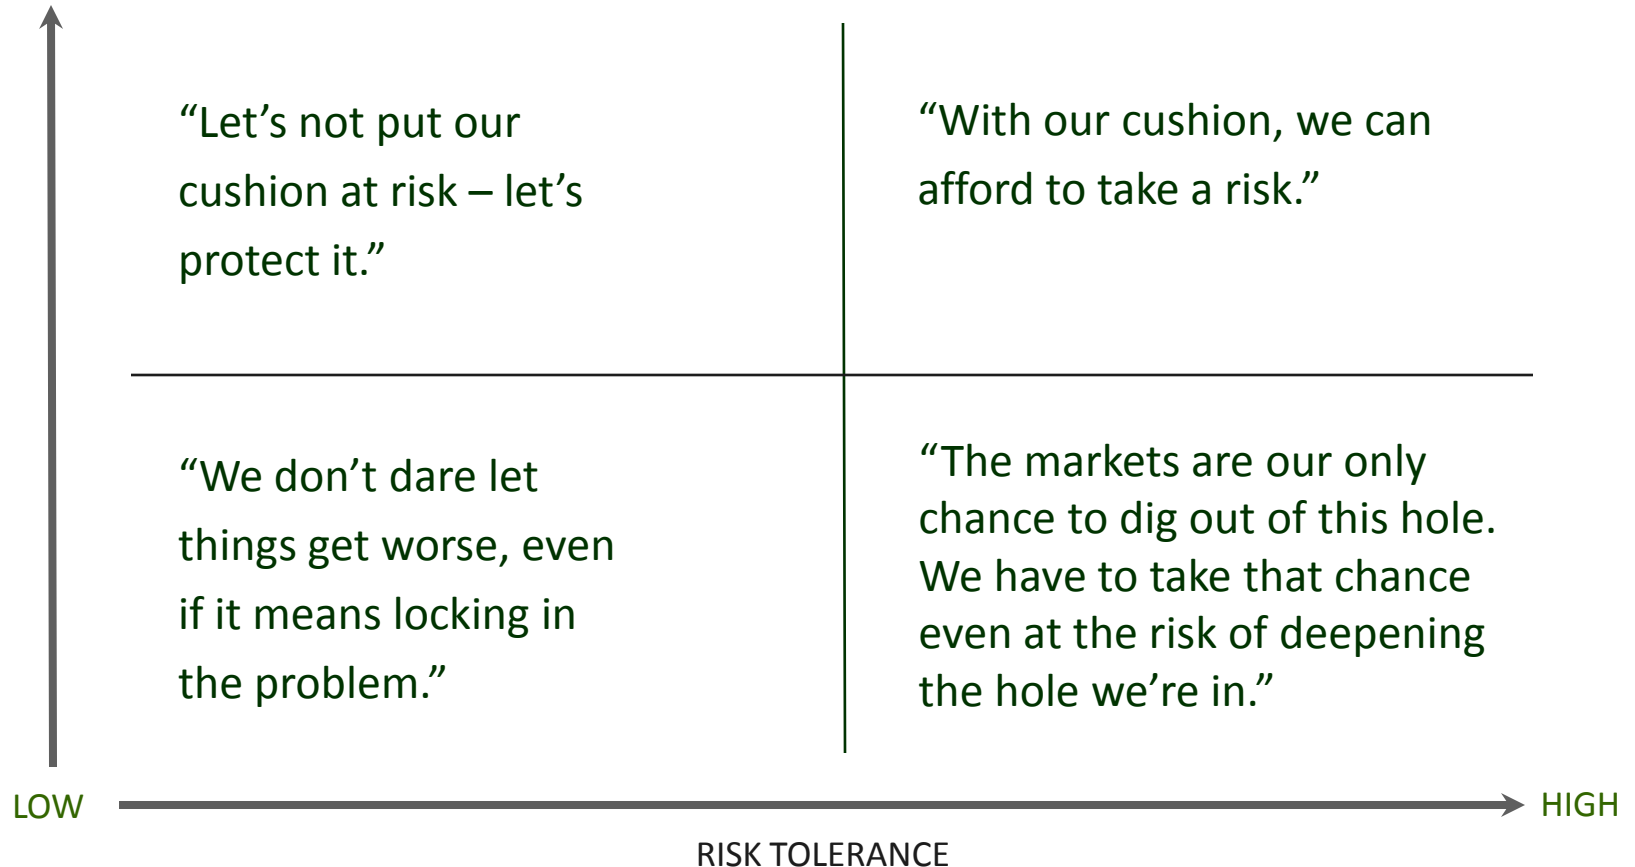 “Let’s not put our
cushion at risk – let’s
protect it.”
“With our cushion, we can
afford to take a risk.”
“We don’t dare let
things get worse, even
if it means locking in
the problem.”
“The markets are our only
chance to dig out of this hole.
We have to take that chance
even at the risk of deepening
the hole we’re in.”
LOW
HIGH
RISK TOLERANCE